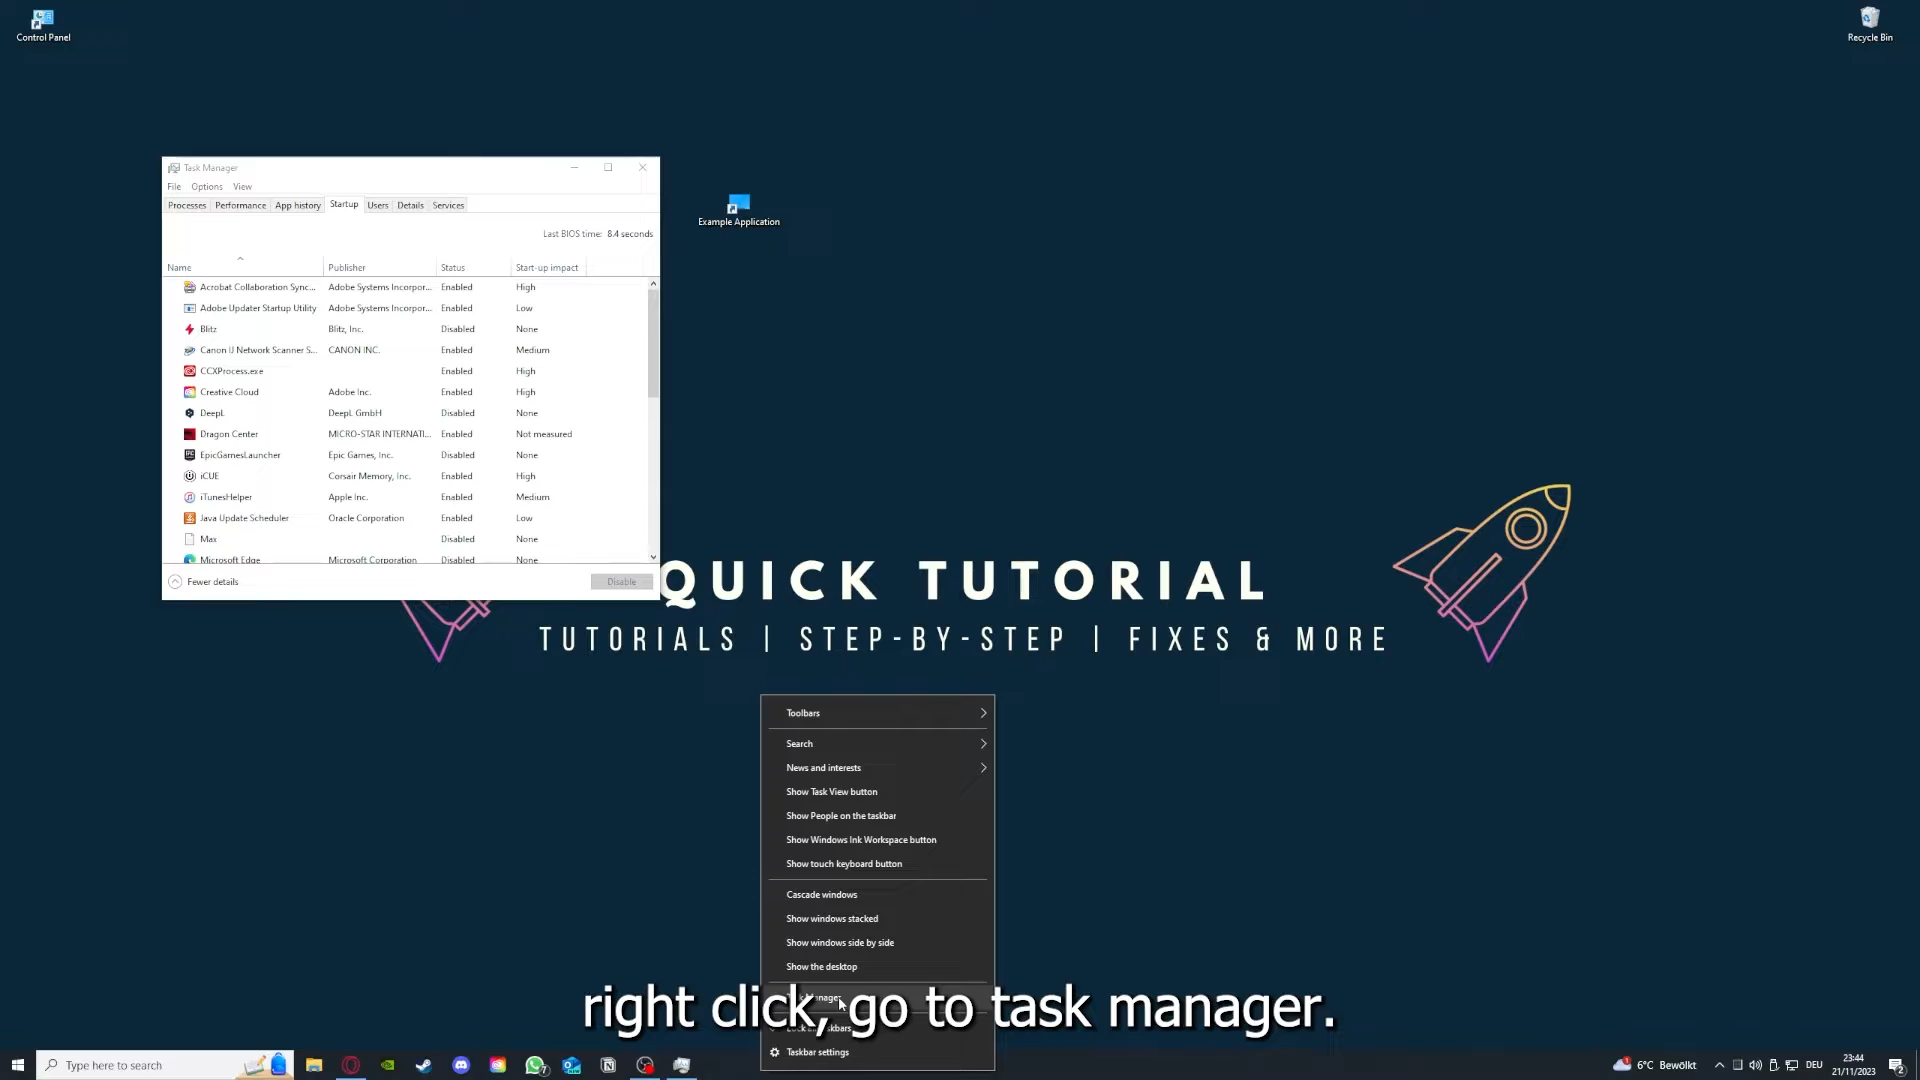 Control Panel
Recycle Bin
Task Manager
File Options View
Processes Performance App history Startup Users Details Services
Last BIOS time: 8.4 seconds
Name Publisher Status Start-up impact
Acrobat Collaboration Sync... Adobe Systems Incorpor... Enabled High
Adobe Updater Startup Utility Adobe Systems Incorpor... Enabled Low
Blitz Blitz, Inc. Disabled None
Canon IJ Network Scanner S... CANON INC. Enabled Medium
CCXProcess.exe Enabled High
Creative Cloud Adobe Inc. Enabled High
DeepL DeepL GmbH Disabled None
Dragon Center MICRO-STAR INTERNATI... Enabled Not measured
EpicGamesLauncher Epic Games, Inc. Disabled None
iCUE Corsair Memory, Inc. Enabled High
iTunesHelper Apple Inc. Enabled Medium
Java Update Scheduler Oracle Corporation Enabled Low
Max Disabled None
Microsoft Edge Microsoft Corporation Disabled None
Fewer details Disable
Example Application
QUICK TUTORIAL
TUTORIALS | STEP-BY-STEP | FIXES & MORE
Toolbars
Search
News and interests
Show Task View button
Show People on the taskbar
Show Windows Ink Workspace button
Show touch keyboard button
Cascade windows
Show windows stacked
Show windows side by side
Show the desktop
right click, go to task manager.
Taskbar settings
Type here to search
7
1
6°C Bewölkt
DEU
23:44
21/11/2023
2